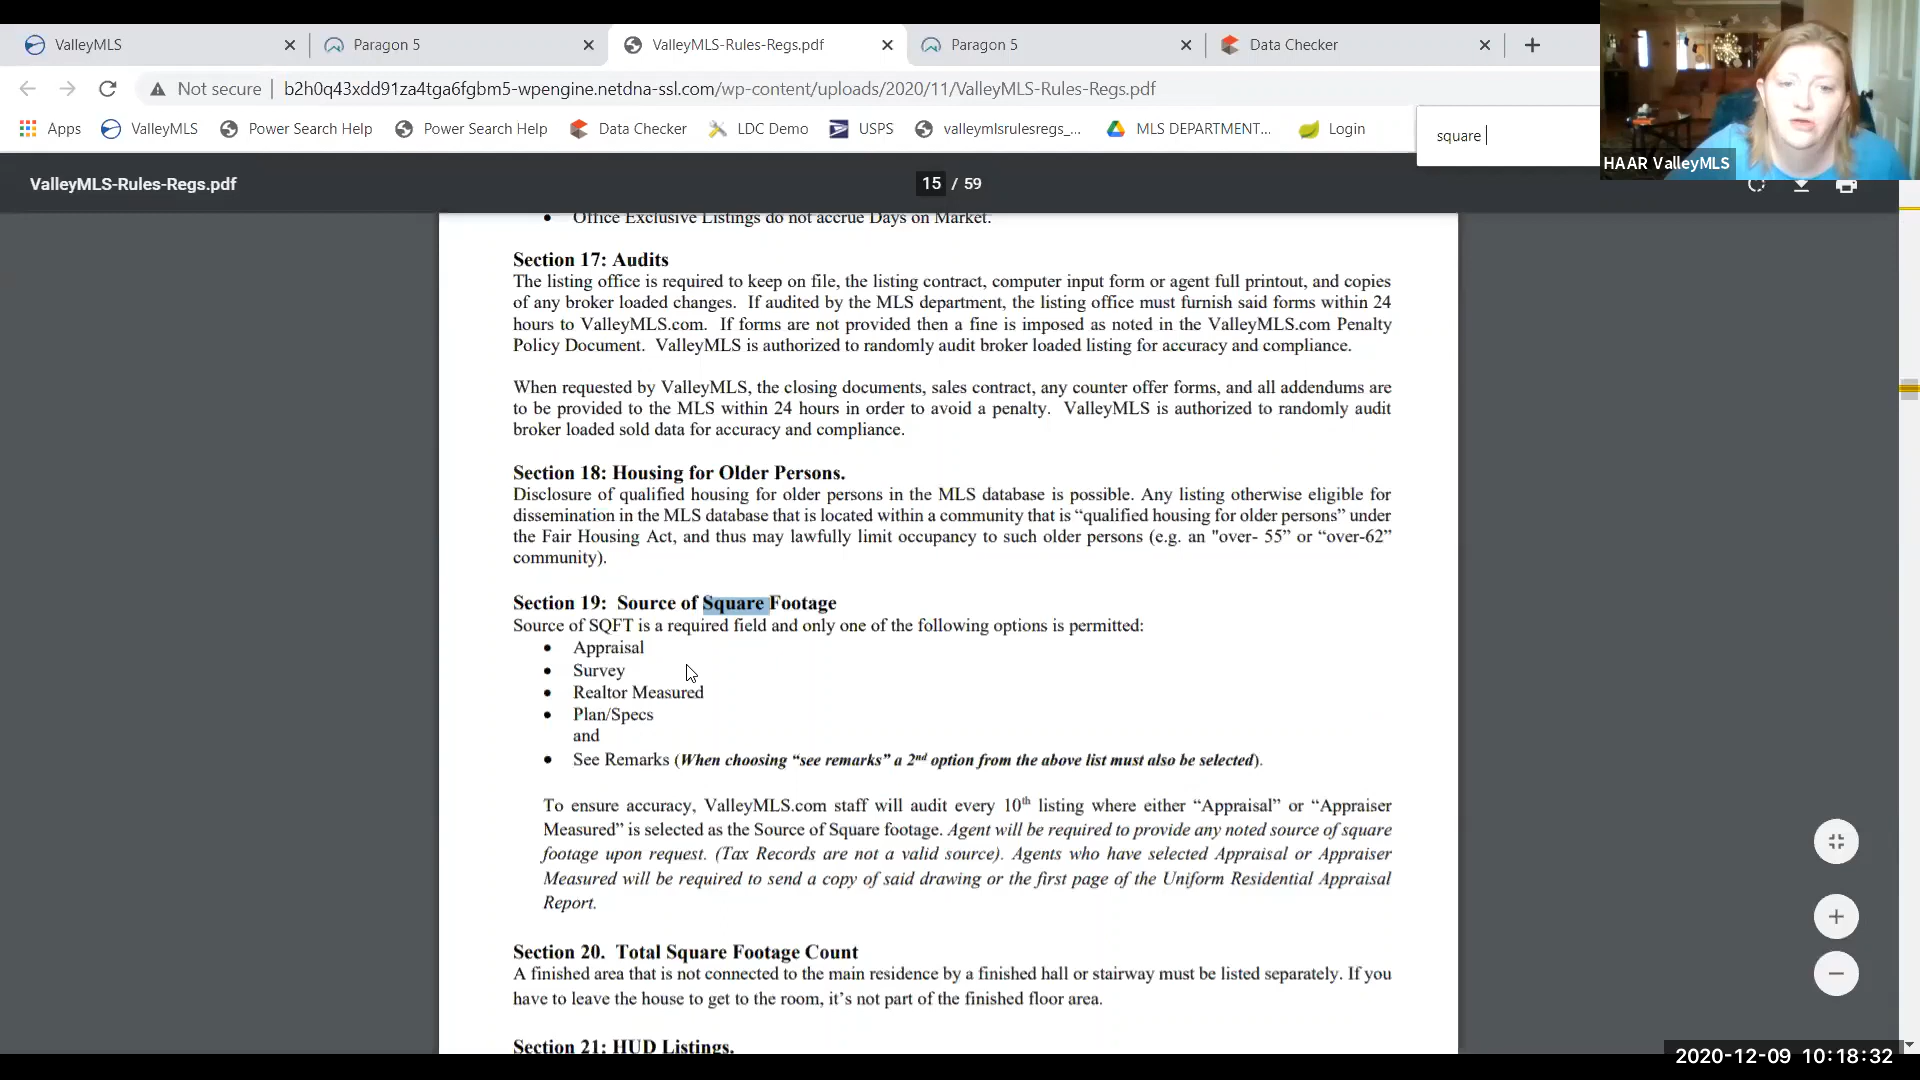 ValleyMLS
Paragon 5
ValleyMLS-Rules-Regs.pdf
Paragon 5
Data Checker
Not secure
b2h0q43xdd91za4tga6fgbm5-wpengine.netdna-ssl.com/wp-content/uploads/2020/11/ValleyMLS-Rules-Regs.pdf
Apps
ValleyMLS
Power Search Help
Power Search Help
Data Checker
LDC Demo
USPS
valleymlsrulesregs_...
MLS DEPARTMENT...
Login
square
HAAR ValleyMLS
ValleyMLS-Rules-Regs.pdf
15 / 59
• Office Exclusive Listings do not accrue Days on Market.
Section 17: Audits
The listing office is required to keep on file, the listing contract, computer input form or agent full printout, and copies
of any broker loaded changes. If audited by the MLS department, the listing office must furnish said forms within 24
hours to ValleyMLS.com. If forms are not provided then a fine is imposed as noted in the ValleyMLS.com Penalty
Policy Document. ValleyMLS is authorized to randomly audit broker loaded listing for accuracy and compliance.
When requested by ValleyMLS, the closing documents, sales contract, any counter offer forms, and all addendums are
to be provided to the MLS within 24 hours in order to avoid a penalty. ValleyMLS is authorized to randomly audit
broker loaded sold data for accuracy and compliance.
Section 18: Housing for Older Persons.
Disclosure of qualified housing for older persons in the MLS database is possible. Any listing otherwise eligible for
dissemination in the MLS database that is located within a community that is “qualified housing for older persons” under
the Fair Housing Act, and thus may lawfully limit occupancy to such older persons (e.g. an "over- 55” or “over-62”
community).
Section 19: Source of Square Footage
Source of SQFT is a required field and only one of the following options is permitted:
• Appraisal
• Survey
• Realtor Measured
• Plan/Specs
and
• See Remarks (When choosing “see remarks” a 2nd option from the above list must also be selected).
To ensure accuracy, ValleyMLS.com staff will audit every 10th listing where either “Appraisal” or “Appraiser
Measured” is selected as the Source of Square footage. Agent will be required to provide any noted source of square
footage upon request. (Tax Records are not a valid source). Agents who have selected Appraisal or Appraiser
Measured will be required to send a copy of said drawing or the first page of the Uniform Residential Appraisal
Report.
Section 20. Total Square Footage Count
A finished area that is not connected to the main residence by a finished hall or stairway must be listed separately. If you
have to leave the house to get to the room, it’s not part of the finished floor area.
Section 21: HUD Listings.
2020-12-09 10:18:32